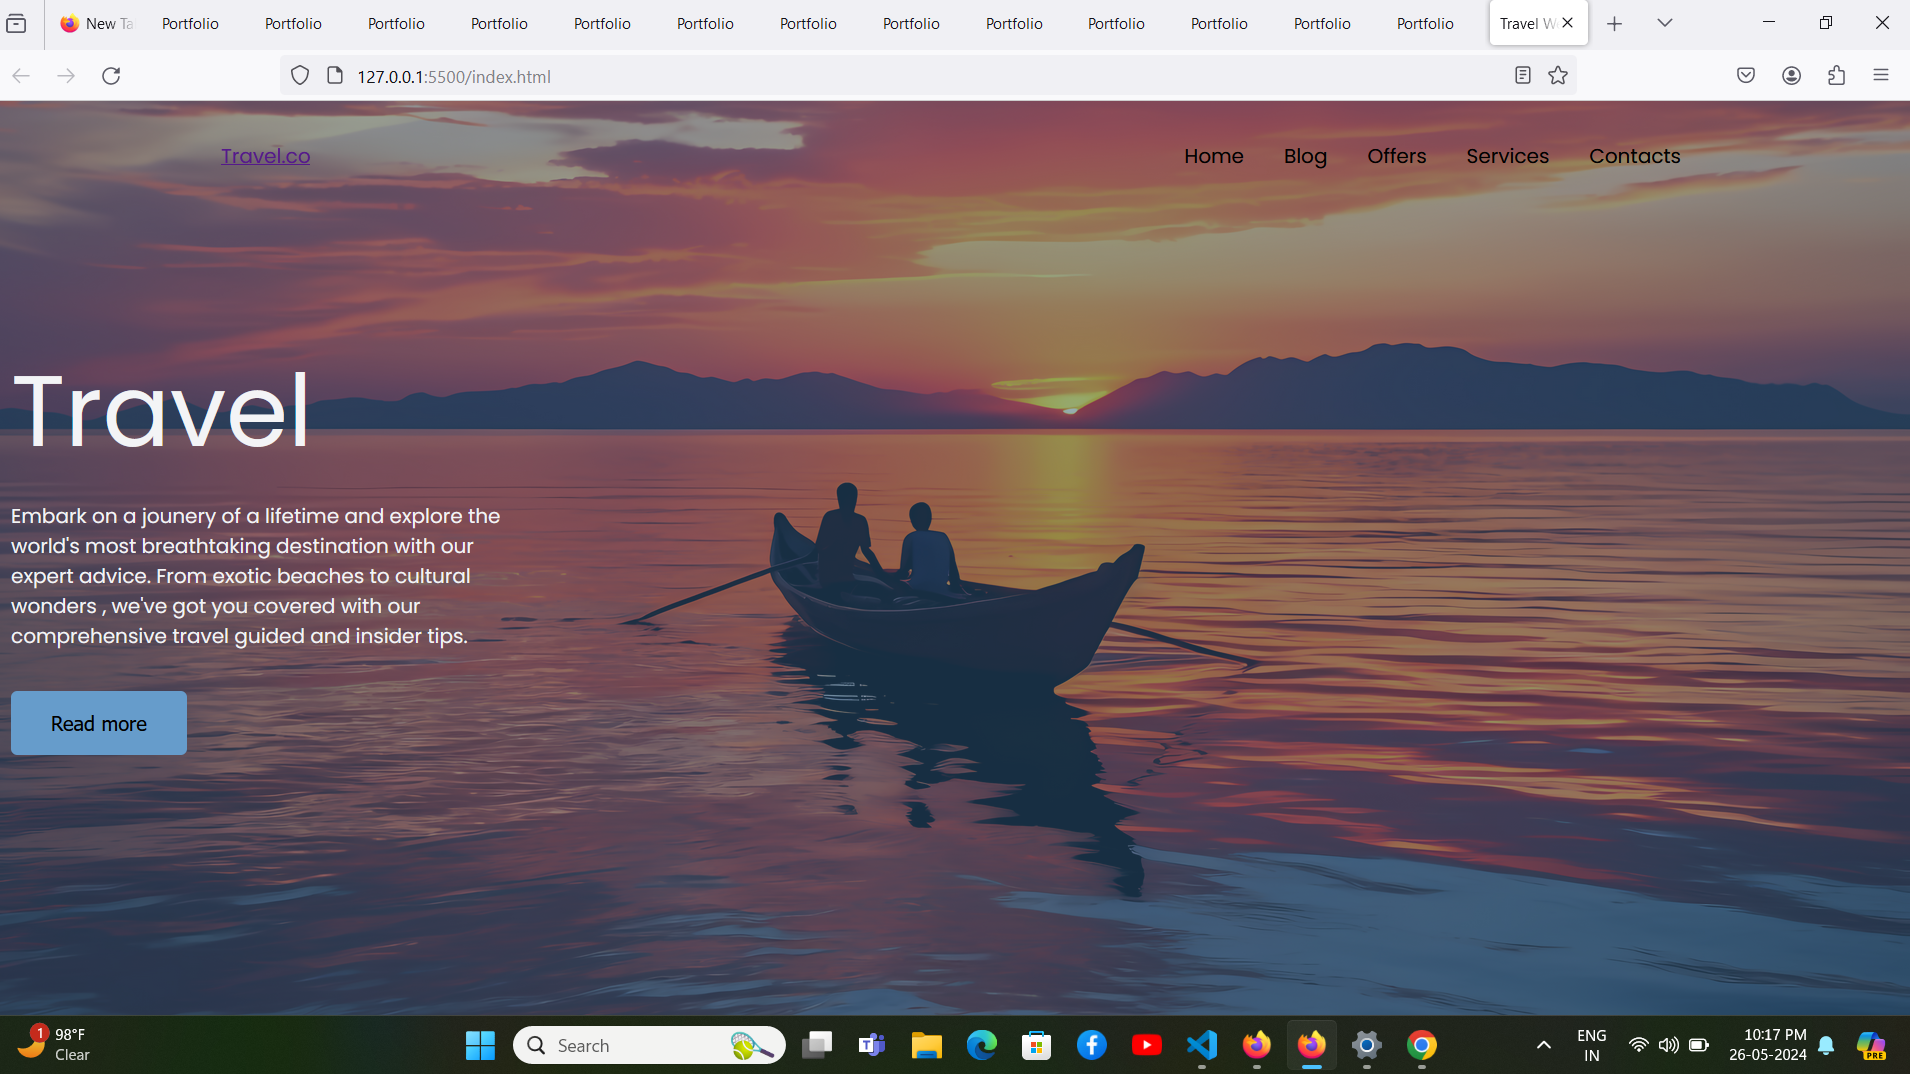 New Ta
Portfolio
Portfolio
Portfolio
Portfolio
Portfolio
Portfolio
Portfolio
Portfolio
Portfolio
Portfolio
Portfolio
Portfolio
Portfolio
Travel W
127.0.0.1:5500/index.html
Travel.co
Home Blog Offers Services Contacts
Travel
Embark on a jounery of a lifetime and explore the
world's most breathtaking destination with our
expert advice. From exotic beaches to cultural
wonders , we've got you covered with our
comprehensive travel guided and insider tips.
Read more
1
98°F
Clear
Search
ENG
IN
10:17 PM
26-05-2024
PRE